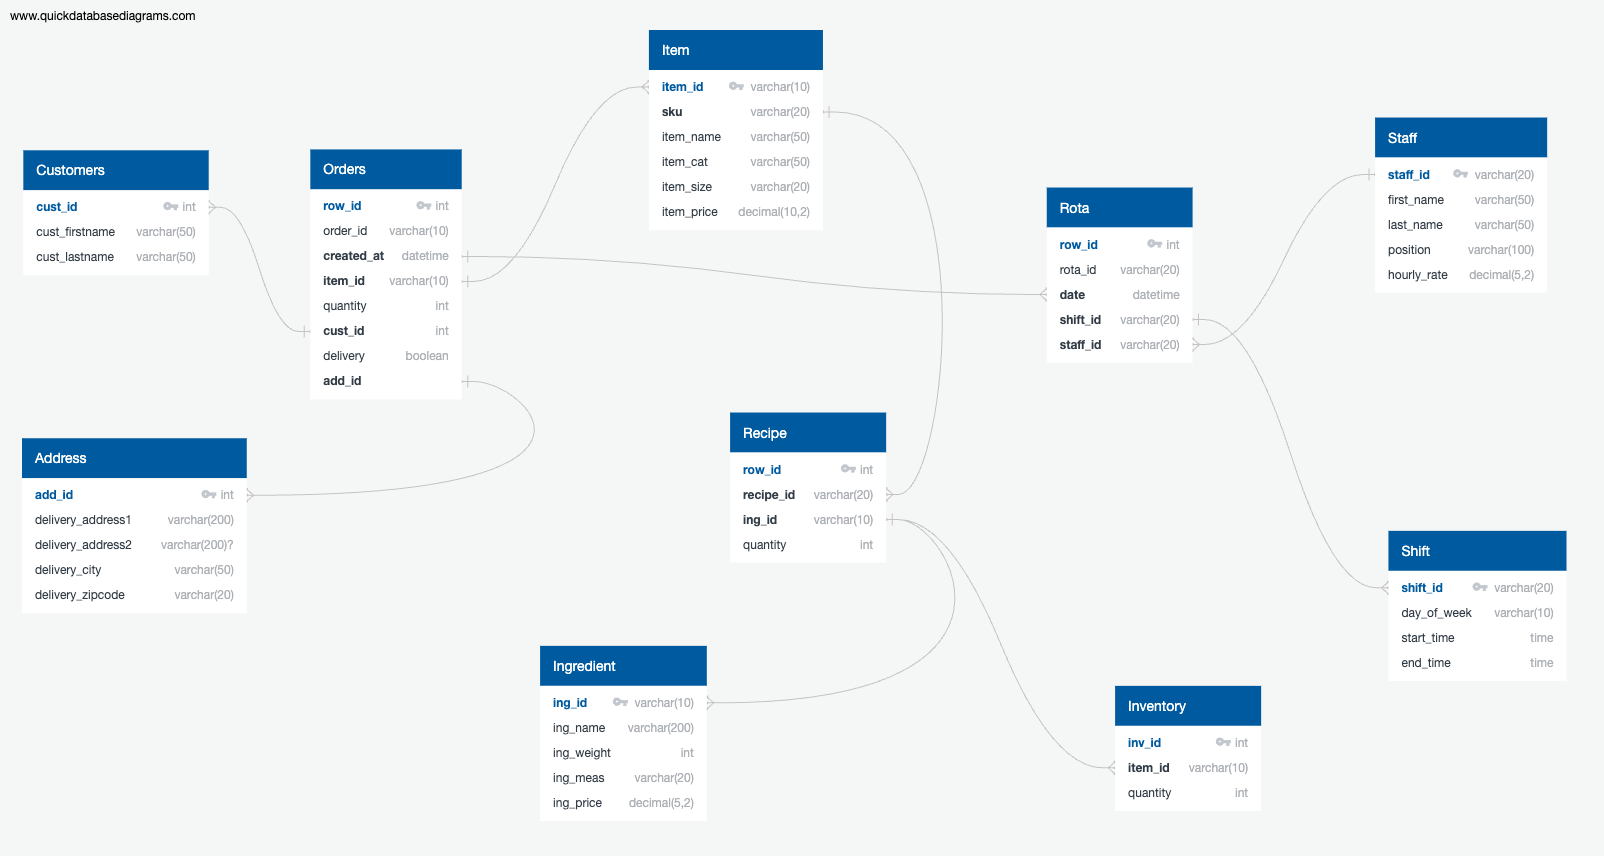 www.quickdatabasediagrams.com
Item
item_id varchar(10)
sku varchar(20)
item_name varchar(50)
item_cat varchar(50)
item_size varchar(20)
item_price decimal(10,2)
Customers
cust_id int
cust_firstname varchar(50)
cust_lastname varchar(50)
Orders
row_id int
order_id varchar(10)
created_at datetime
item_id varchar(10)
quantity int
cust_id int
delivery boolean
add_id
Staff
staff_id varchar(20)
first_name varchar(50)
last_name varchar(50)
position varchar(100)
hourly_rate decimal(5,2)
Rota
row_id int
rota_id varchar(20)
date datetime
shift_id varchar(20)
staff_id varchar(20)
Address
add_id int
delivery_address1 varchar(200)
delivery_address2 varchar(200)?
delivery_city varchar(50)
delivery_zipcode varchar(20)
Recipe
row_id int
recipe_id varchar(20)
ing_id varchar(10)
quantity int
Shift
shift_id varchar(20)
day_of_week varchar(10)
start_time time
end_time time
Ingredient
ing_id varchar(10)
ing_name varchar(200)
ing_weight int
ing_meas varchar(20)
ing_price decimal(5,2)
Inventory
inv_id int
item_id varchar(10)
quantity int